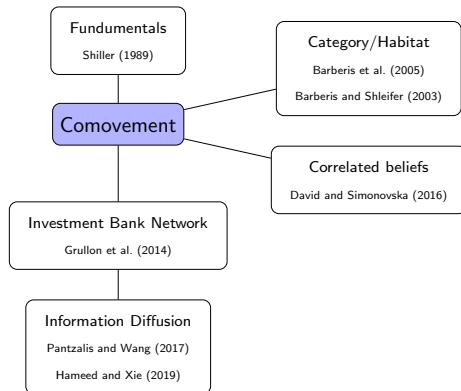 Fundumentals
Shiller (1989)
Category/Habitat
Barberis et al. (2005)
Barberis and Shleifer (2003)
Comovement
Correlated beliefs
David and Simonovska (2016)
Investment Bank Network
Grullon et al. (2014)
Information Diffusion
Pantzalis and Wang (2017)
Hameed and Xie (2019)